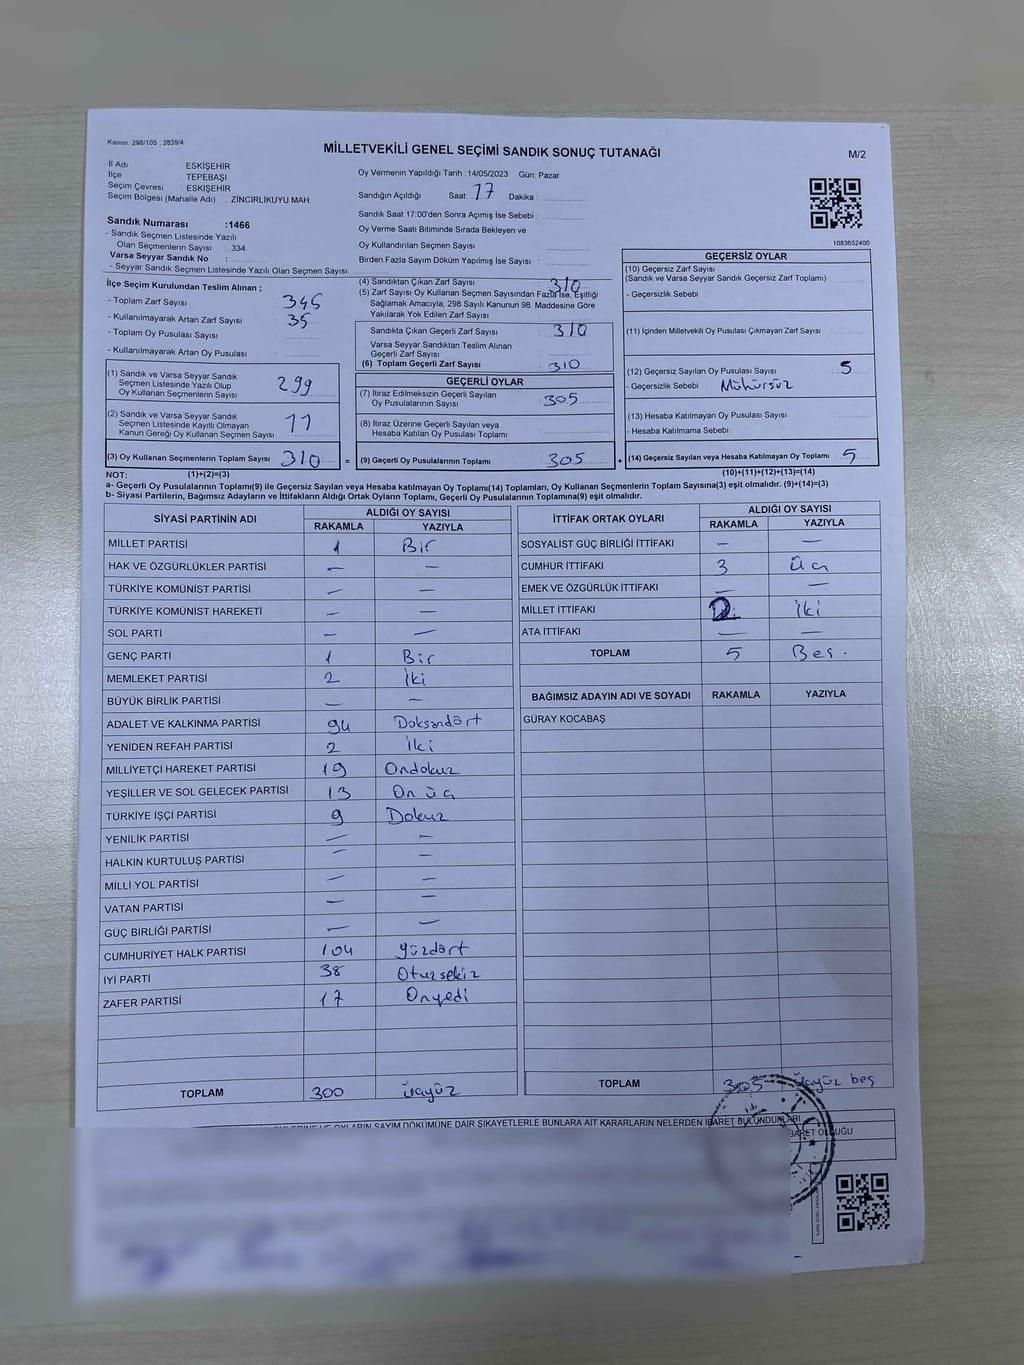 Kanun: 298/105 , 2839/4
MİLLETVEKİLİ GENEL SEÇİMİ SANDIK SONUÇ TUTANAĞI
M/2
İl Adı ESKİŞEHİR
İlçe TEPEBAŞI
Seçim Çevresi ESKİŞEHİR
Seçim Bölgesi (Mahalle Adı) : ZİNCİRLİKUYU MAH
Sandık Numarası :1466
- Sandık Seçmen Listesinde Yazılı
Olan Seçmenlerin Sayısı : 334
Varsa Seyyar Sandık No :
- Seyyar Sandık Seçmen Listesinde Yazılı Olan Seçmen Sayısı:
Oy Vermenin Yapıldığı Tarih :14/05/2023 Gün: Pazar
Sandığın Açıldığı Saat: 17 Dakika :
Sandık Saat 17:00'den Sonra Açımış İse Sebebi :
Oy Verme Saati Bitiminde Sırada Bekleyen ve
Oy Kullandırılan Seçmen Sayısı :
Birden Fazla Sayım Döküm Yapılmış İse Sayısı :
1083652400
İlçe Seçim Kurulundan Teslim Alınan ;
- Toplam Zarf Sayısı : 345
- Kullanılmayarak Artan Zarf Sayısı : 35
- Toplam Oy Pusulası Sayısı :
- Kullanılmayarak Artan Oy Pusulası :
(1) Sandık ve Varsa Seyyar Sandık
Seçmen Listesinde Yazılı Olup
Oy Kullanan Seçmenlerin Sayısı : 299
(2) Sandık ve Varsa Seyyar Sandık
Seçmen Listesinde Kayıtlı Olmayan
Kanun Gereği Oy Kullanan Seçmen Sayısı : 11
(3) Oy Kullanan Seçmenlerin Toplam Sayısı : 310 =
(4) Sandıktan Çıkan Zarf Sayısı : 310
(5) Zarf Sayısı Oy Kullanan Seçmen Sayısından Fazla İse, Eşitliği
Sağlamak Amacıyla, 298 Sayılı Kanunun 98. Maddesine Göre
Yakılarak Yok Edilen Zarf Sayısı :
Sandıkta Çıkan Geçerli Zarf Sayısı : 310
Varsa Seyyar Sandıktan Teslim Alınan
Geçerli Zarf Sayısı :
(6) Toplam Geçerli Zarf Sayısı : 310
GEÇERLİ OYLAR
(7) İtiraz Edilmeksizin Geçerli Sayılan
Oy Pusulalarının Sayısı : 305
(8) İtiraz Üzerine Geçerli Sayılan veya
Hesaba Katılan Oy Pusulası Toplamı :
(9) Geçerli Oy Pusulalarının Toplamı : 305 +
GEÇERSİZ OYLAR
(10) Geçersiz Zarf Sayısı
(Sandık ve Varsa Seyyar Sandık Geçersiz Zarf Toplamı) :
- Geçersizlik Sebebi :
(11) İçinden Milletvekili Oy Pusulası Çıkmayan Zarf Sayısı :
(12) Geçersiz Sayılan Oy Pusulası Sayısı : 5
- Geçersizlik Sebebi : Mühürsüz
(13) Hesaba Katılmayan Oy Pusulası Sayısı :
- Hesaba Katılmama Sebebi :
(14) Geçersiz Sayılan veya Hesaba Katılmayan Oy Toplamı : 5
NOT: (1)+(2)=(3) (10)+(11)+(12)+(13)=(14)
a- Geçerli Oy Pusulalarının Toplamı(9) ile Geçersiz Sayılan veya Hesaba katılmayan Oy Toplamı(14) Toplamları, Oy Kullanan Seçmenlerin Toplam Sayısına(3) eşit olmalıdır. (9)+(14)=(3)
b- Siyasi Partilerin, Bağımsız Adayların ve İttifakların Aldığı Ortak Oyların Toplamı, Geçerli Oy Pusulalarının Toplamına(9) eşit olmalıdır.
SİYASİ PARTİNİN ADI ALDIĞI OY SAYISI
RAKAMLA YAZIYLA
MİLLET PARTİSİ 1 Bir
HAK VE ÖZGÜRLÜKLER PARTİSİ — —
TÜRKİYE KOMÜNİST PARTİSİ — —
TÜRKİYE KOMÜNİST HAREKETİ — —
SOL PARTİ — —
GENÇ PARTİ 1 Bir
MEMLEKET PARTİSİ 2 İki
BÜYÜK BİRLİK PARTİSİ — —
ADALET VE KALKINMA PARTİSİ 94 Doksandört
YENİDEN REFAH PARTİSİ 2 İki
MİLLİYETÇİ HAREKET PARTİSİ 19 Ondokuz
YEŞİLLER VE SOL GELECEK PARTİSİ 13 On üç
TÜRKİYE İŞÇİ PARTİSİ 9 Dokuz
YENİLİK PARTİSİ — —
HALKIN KURTULUŞ PARTİSİ — —
MİLLİ YOL PARTİSİ — —
VATAN PARTİSİ — —
GÜÇ BİRLİĞİ PARTİSİ — —
CUMHURİYET HALK PARTİSİ 104 yüzdört
İYİ PARTİ 38 Otuzsekiz
ZAFER PARTİSİ 17 Onyedi
TOPLAM 300 üçyüz
İTTİFAK ORTAK OYLARI ALDIĞI OY SAYISI
RAKAMLA YAZIYLA
SOSYALİST GÜÇ BİRLİĞİ İTTİFAKI — —
CUMHUR İTTİFAKI 3 üç
EMEK VE ÖZGÜRLÜK İTTİFAKI — —
MİLLET İTTİFAKI 2 İki
ATA İTTİFAKI — —
TOPLAM 5 Beş.
BAĞIMSIZ ADAYIN ADI VE SOYADI RAKAMLA YAZIYLA
GÜRAY KOCABAŞ
TOPLAM 305 üçyüz beş
OYLARIN SAYIM DÖKÜMÜNE DAİR ŞİKAYETLERLE BUNLARA AİT KARARLARIN NELERDEN İBARET BULUNDUKLARI